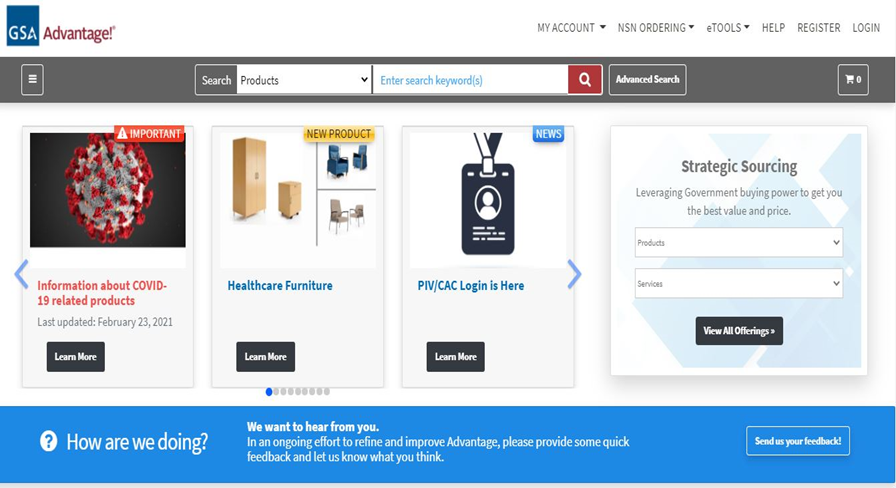 GSA Advantage!®
MY ACCOUNT
NSN ORDERING
eTOOLS
HELP
REGISTER
LOGIN
Search
Products
Enter search keyword(s)
Advanced Search
0
IMPORTANT
Information about COVID-
19 related products
Last updated: February 23, 2021
Learn More
NEW PRODUCT
Healthcare Furniture
Learn More
NEWS
PIV/CAC Login is Here
Learn More
Strategic Sourcing
Leveraging Government buying power to get you
the best value and price.
Products
Services
View All Offerings »
? How are we doing?
We want to hear from you.
In an ongoing effort to refine and improve Advantage, please provide some quick
feedback and let us know what you think.
Send us your feedback!